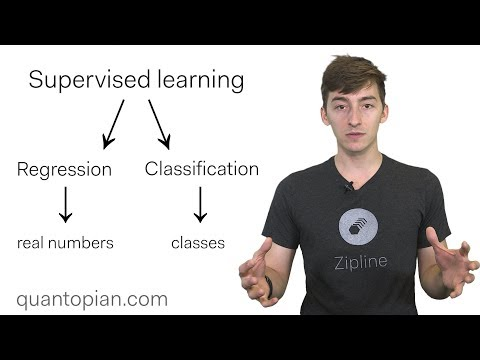 Supervised learning
Regression Classification
real numbers classes
Zipline
quantopian.com